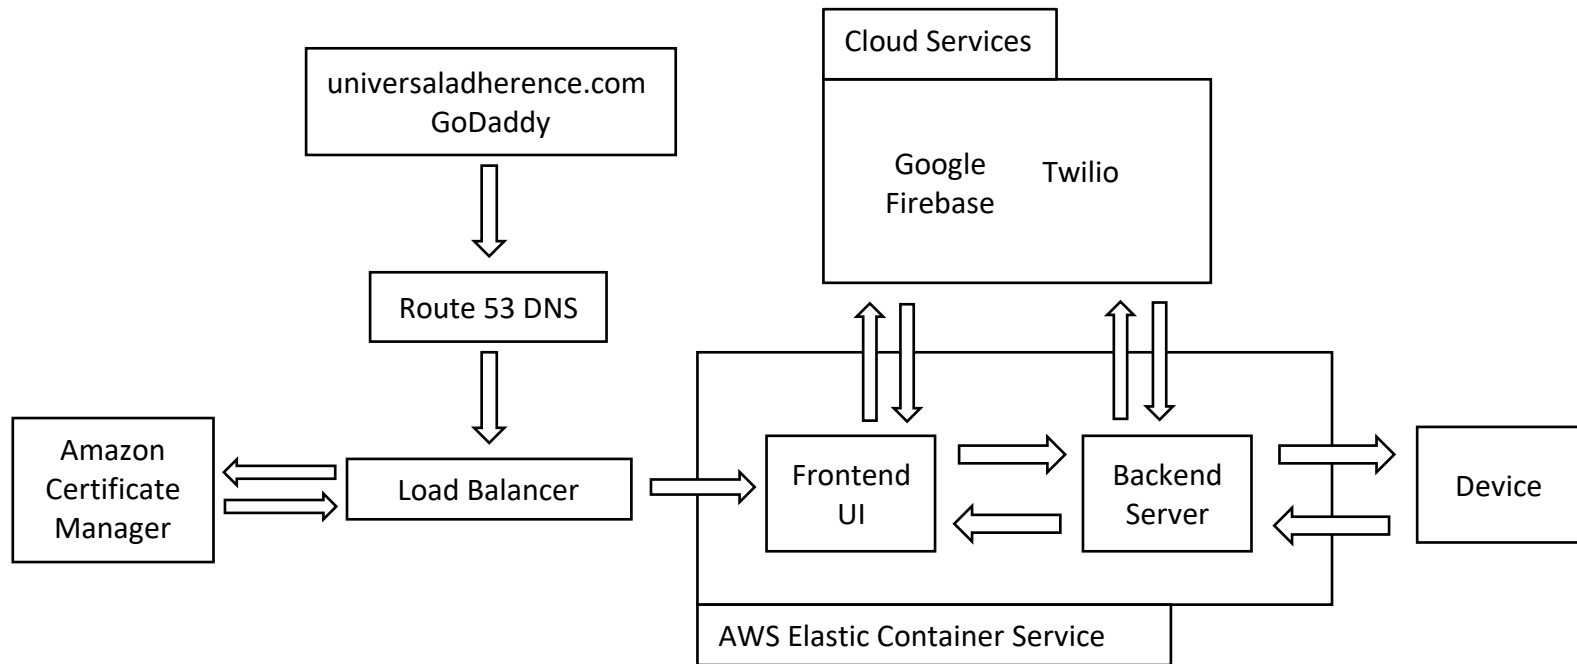 Cloud Services
universaladherence.com
GoDaddy
Google
Firebase
Twilio
Route 53 DNS
Amazon
Certificate
Manager
Load Balancer
Frontend
UI
Backend
Server
Device
AWS Elastic Container Service